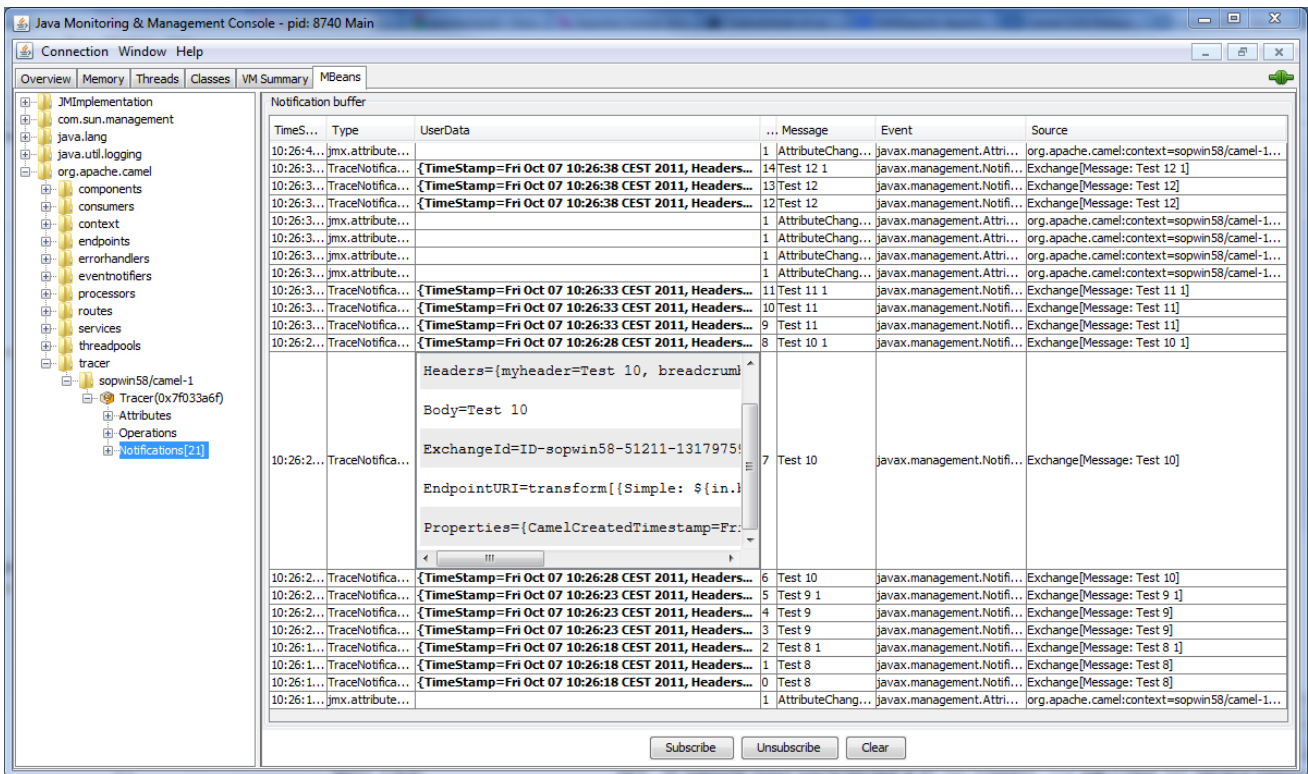 Java Monitoring & Management Console - pid: 8740 Main
Connection Window Help
Overview Memory Threads Classes VM Summary MBeans
JMImplementation
com.sun.management
java.lang
java.util.logging
org.apache.camel
components
consumers
context
endpoints
errorhandlers
eventnotifiers
processors
routes
services
threadpools
tracer
sopwin58/camel-1
Tracer(0x7f033a6f)
Attributes
Operations
Notifications[21]
Notification buffer
TimeS... Type UserData ... Message Event Source
10:26:4... jmx.attribute... 1 AttributeChang... javax.management.Attri... org.apache.camel:context=sopwin58/camel-1...
10:26:3... TraceNotifica... {TimeStamp=Fri Oct 07 10:26:38 CEST 2011, Headers... 14 Test 12 1 javax.management.Notifi... Exchange[Message: Test 12 1]
10:26:3... TraceNotifica... {TimeStamp=Fri Oct 07 10:26:38 CEST 2011, Headers... 13 Test 12 javax.management.Notifi... Exchange[Message: Test 12]
10:26:3... TraceNotifica... {TimeStamp=Fri Oct 07 10:26:38 CEST 2011, Headers... 12 Test 12 javax.management.Notifi... Exchange[Message: Test 12]
10:26:3... jmx.attribute... 1 AttributeChang... javax.management.Attri... org.apache.camel:context=sopwin58/camel-1...
10:26:3... jmx.attribute... 1 AttributeChang... javax.management.Attri... org.apache.camel:context=sopwin58/camel-1...
10:26:3... jmx.attribute... 1 AttributeChang... javax.management.Attri... org.apache.camel:context=sopwin58/camel-1...
10:26:3... jmx.attribute... 1 AttributeChang... javax.management.Attri... org.apache.camel:context=sopwin58/camel-1...
10:26:3... TraceNotifica... {TimeStamp=Fri Oct 07 10:26:33 CEST 2011, Headers... 11 Test 11 1 javax.management.Notifi... Exchange[Message: Test 11 1]
10:26:3... TraceNotifica... {TimeStamp=Fri Oct 07 10:26:33 CEST 2011, Headers... 10 Test 11 javax.management.Notifi... Exchange[Message: Test 11]
10:26:3... TraceNotifica... {TimeStamp=Fri Oct 07 10:26:33 CEST 2011, Headers... 9 Test 11 javax.management.Notifi... Exchange[Message: Test 11]
10:26:2... TraceNotifica... {TimeStamp=Fri Oct 07 10:26:28 CEST 2011, Headers... 8 Test 10 1 javax.management.Notifi... Exchange[Message: Test 10 1]
Headers={myheader=Test 10, breadcrumb
Body=Test 10
ExchangeId=ID-sopwin58-51211-13179759
10:26:2... TraceNotifica... 7 Test 10 javax.management.Notifi... Exchange[Message: Test 10]
EndpointURI=transform[{Simple: ${in.h
Properties={CamelCreatedTimestamp=Fri
10:26:2... TraceNotifica... {TimeStamp=Fri Oct 07 10:26:28 CEST 2011, Headers... 6 Test 10 javax.management.Notifi... Exchange[Message: Test 10]
10:26:2... TraceNotifica... {TimeStamp=Fri Oct 07 10:26:23 CEST 2011, Headers... 5 Test 9 1 javax.management.Notifi... Exchange[Message: Test 9 1]
10:26:2... TraceNotifica... {TimeStamp=Fri Oct 07 10:26:23 CEST 2011, Headers... 4 Test 9 javax.management.Notifi... Exchange[Message: Test 9]
10:26:2... TraceNotifica... {TimeStamp=Fri Oct 07 10:26:23 CEST 2011, Headers... 3 Test 9 javax.management.Notifi... Exchange[Message: Test 9]
10:26:1... TraceNotifica... {TimeStamp=Fri Oct 07 10:26:18 CEST 2011, Headers... 2 Test 8 1 javax.management.Notifi... Exchange[Message: Test 8 1]
10:26:1... TraceNotifica... {TimeStamp=Fri Oct 07 10:26:18 CEST 2011, Headers... 1 Test 8 javax.management.Notifi... Exchange[Message: Test 8]
10:26:1... TraceNotifica... {TimeStamp=Fri Oct 07 10:26:18 CEST 2011, Headers... 0 Test 8 javax.management.Notifi... Exchange[Message: Test 8]
10:26:1... jmx.attribute... 1 AttributeChang... javax.management.Attri... org.apache.camel:context=sopwin58/camel-1...
Subscribe Unsubscribe Clear